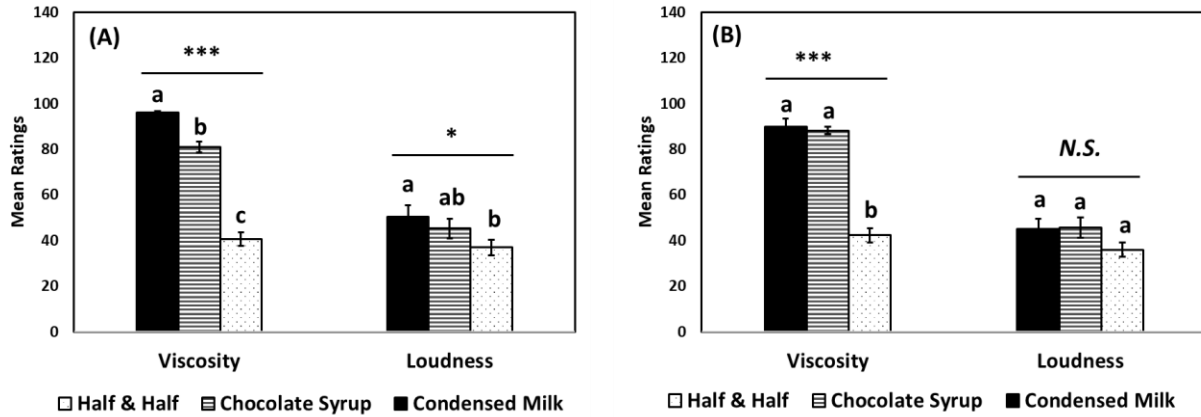 (A)
Mean Ratings
140
120
100
80
60
40
20
0
***
a
b
c
*
a
ab
b
Viscosity Loudness
Half & Half Chocolate Syrup Condensed Milk
(B)
Mean Ratings
140
120
100
80
60
40
20
0
***
a a
b
N.S.
a a
a
Viscosity Loudness
Half & Half Chocolate Syrup Condensed Milk